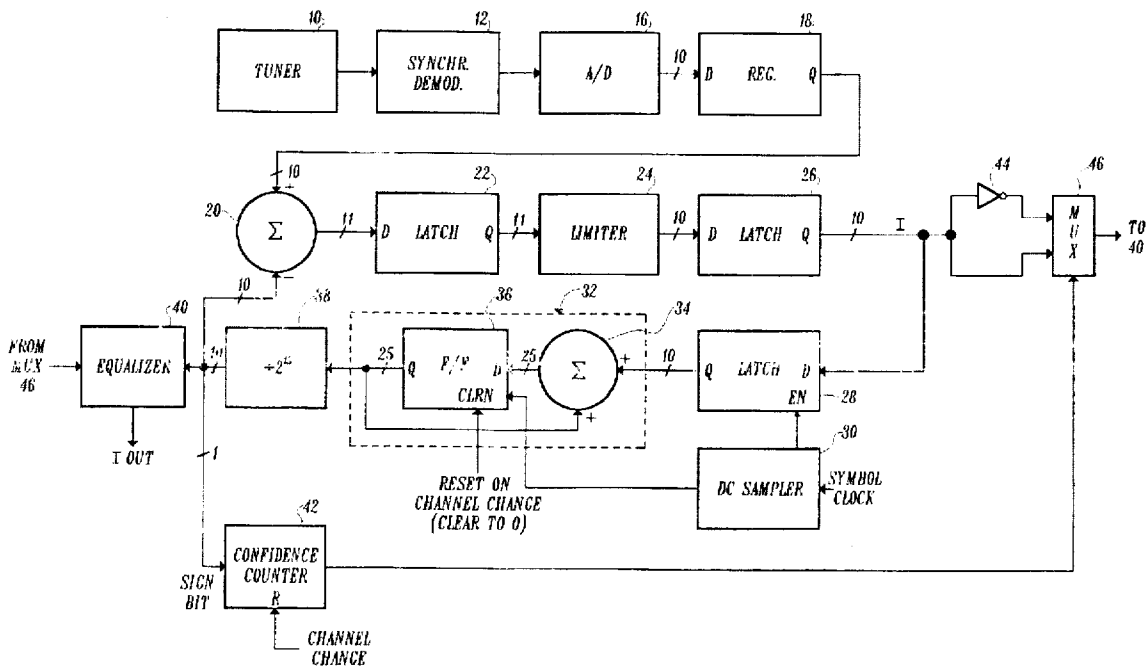 10
12
16
18
TUNER
SYNCHR.
DEMOD.
A/D
10
D
REG.
Q
10
+
20
Σ
–
11
22
D
LATCH
Q
11
24
LIMITER
10
26
D
LATCH
Q
10
I
44
46
MUX
TO
40
10
40
38
32
36
34
FROM
MUX
46
EQUALIZER
10
25
Q
F/F
D
CLRN
25
Σ
+
+
10
Q
LATCH
D
EN
28
I OUT
1
RESET ON
CHANNEL CHANGE
(CLEAR TO 0)
30
DC SAMPLER
SYMBOL
CLOCK
42
CONFIDENCE
COUNTER
R
SIGN
BIT
CHANNEL
CHANGE